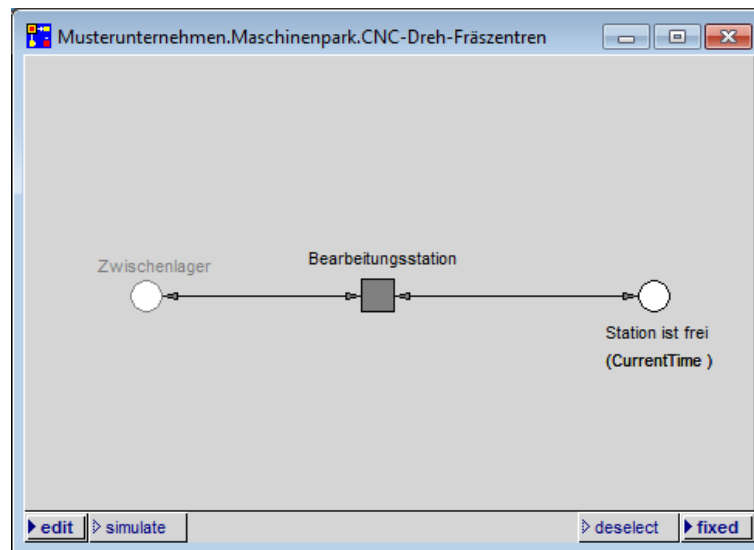 Musterunternehmen.Maschinenpark.CNC-Dreh-Fräszentren
Zwischenlager
Bearbeitungsstation
Station ist frei
(CurrentTime )
edit
simulate
deselect
fixed